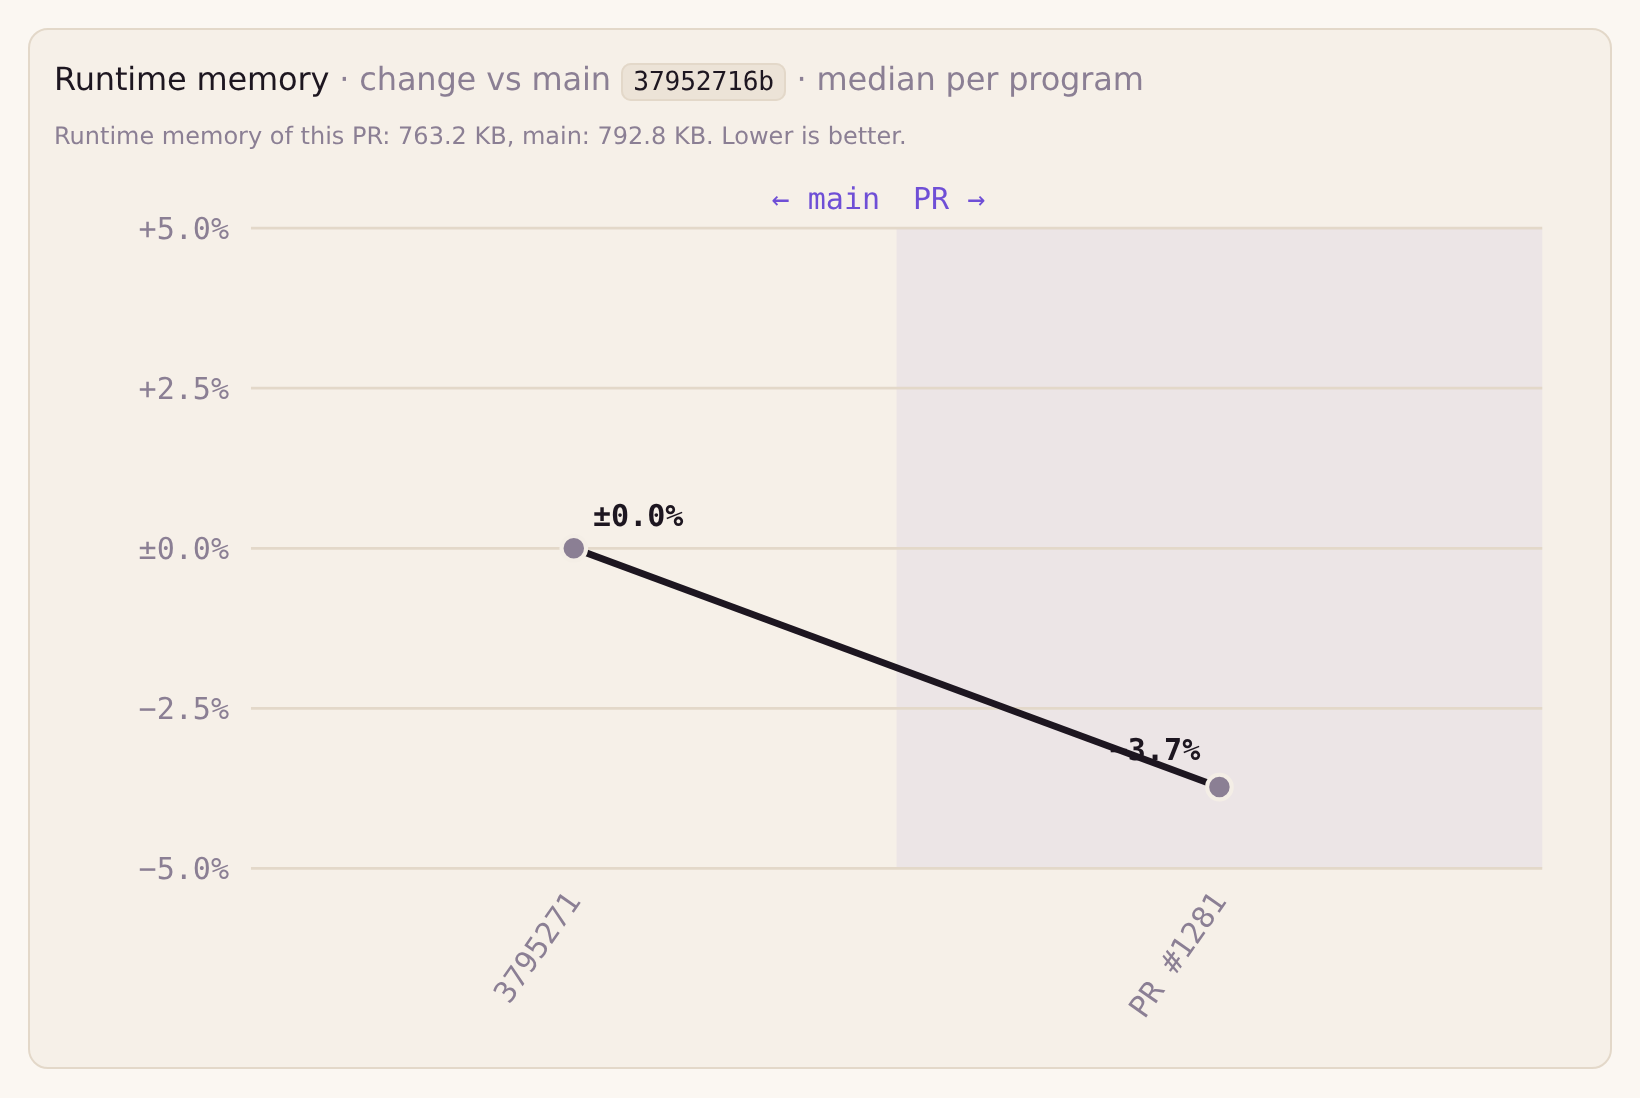 Runtime memory · change vs main 37952716b · median per program
Runtime memory of this PR: 763.2 KB, main: 792.8 KB. Lower is better.
← main PR →
+5.0%
+2.5%
±0.0%
±0.0%
−2.5%
−3.7%
−5.0%
3795271
PR #1281